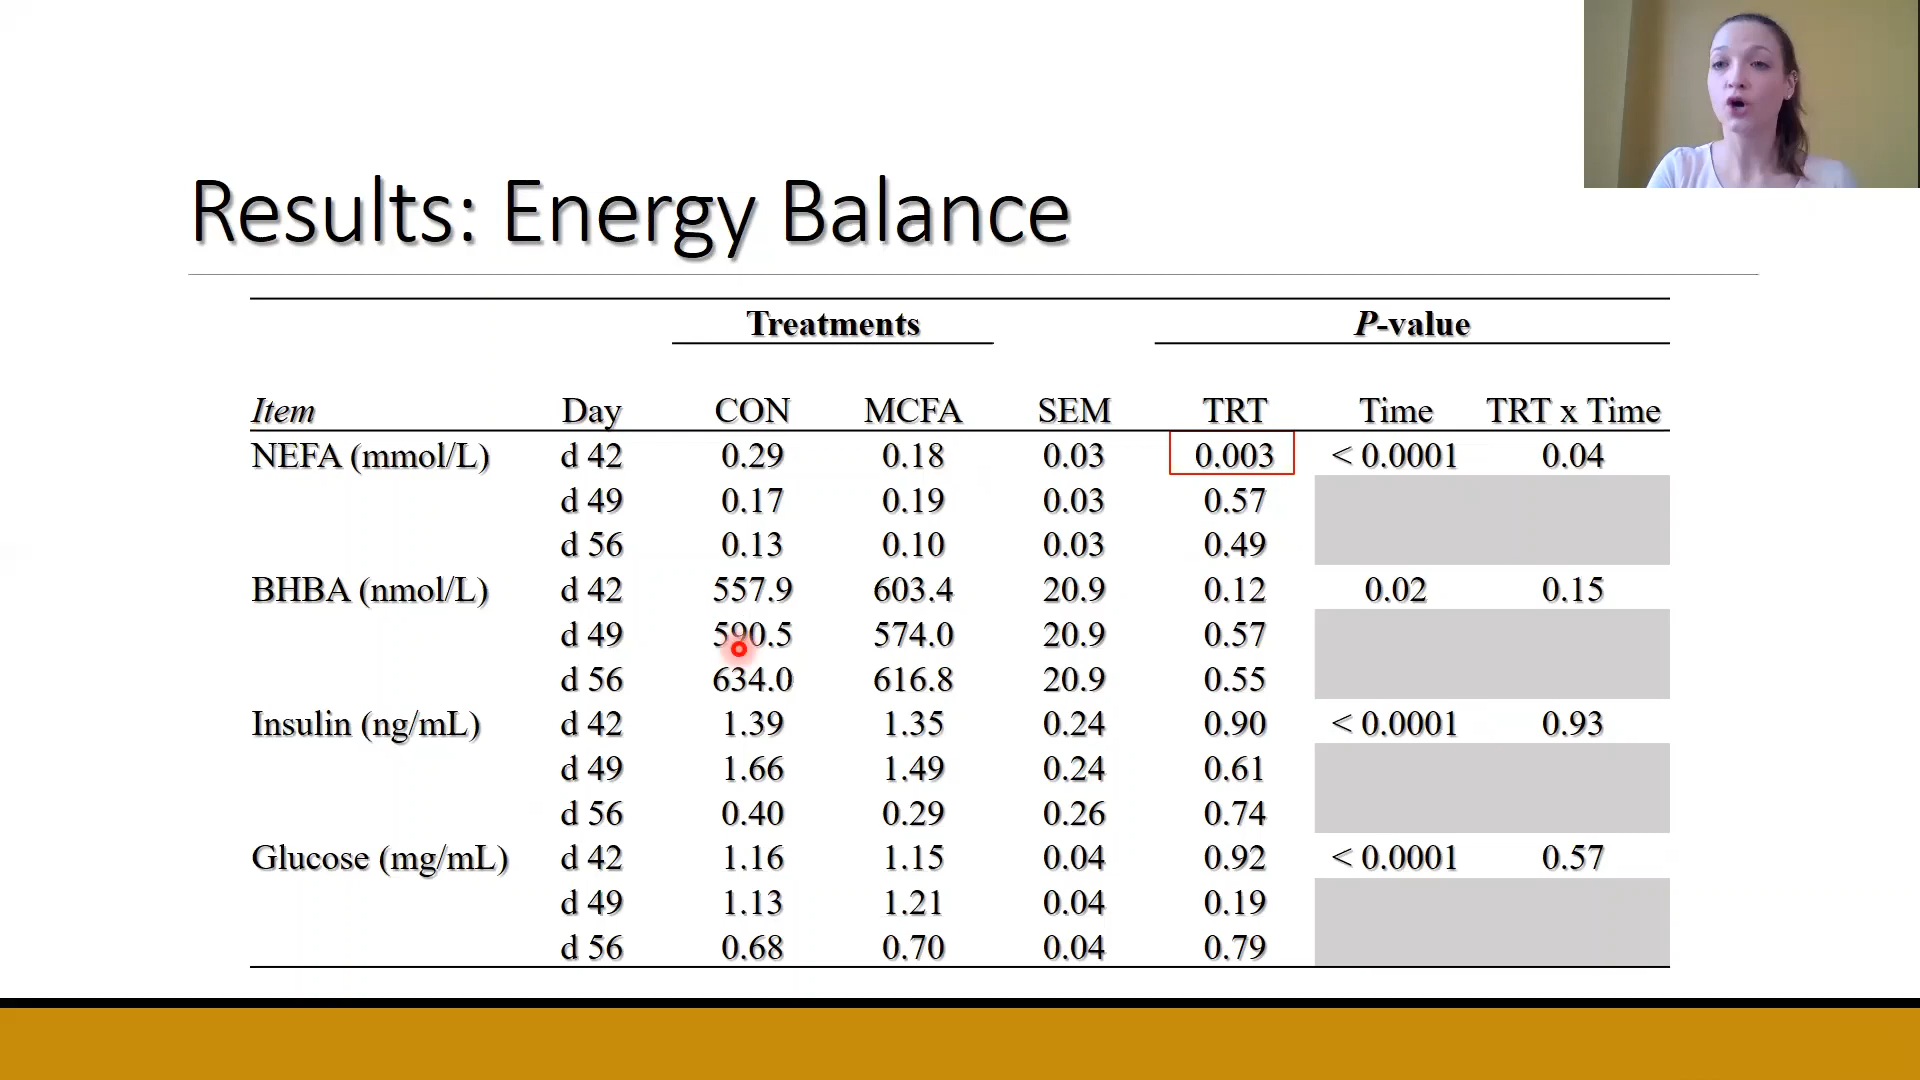 Results: Energy Balance
Treatments P-value
Item Day CON MCFA SEM TRT Time TRT x Time
NEFA (mmol/L) d 42 0.29 0.18 0.03 0.003 < 0.0001 0.04
d 49 0.17 0.19 0.03 0.57
d 56 0.13 0.10 0.03 0.49
BHBA (nmol/L) d 42 557.9 603.4 20.9 0.12 0.02 0.15
d 49 590.5 574.0 20.9 0.57
d 56 634.0 616.8 20.9 0.55
Insulin (ng/mL) d 42 1.39 1.35 0.24 0.90 < 0.0001 0.93
d 49 1.66 1.49 0.24 0.61
d 56 0.40 0.29 0.26 0.74
Glucose (mg/mL) d 42 1.16 1.15 0.04 0.92 < 0.0001 0.57
d 49 1.13 1.21 0.04 0.19
d 56 0.68 0.70 0.04 0.79